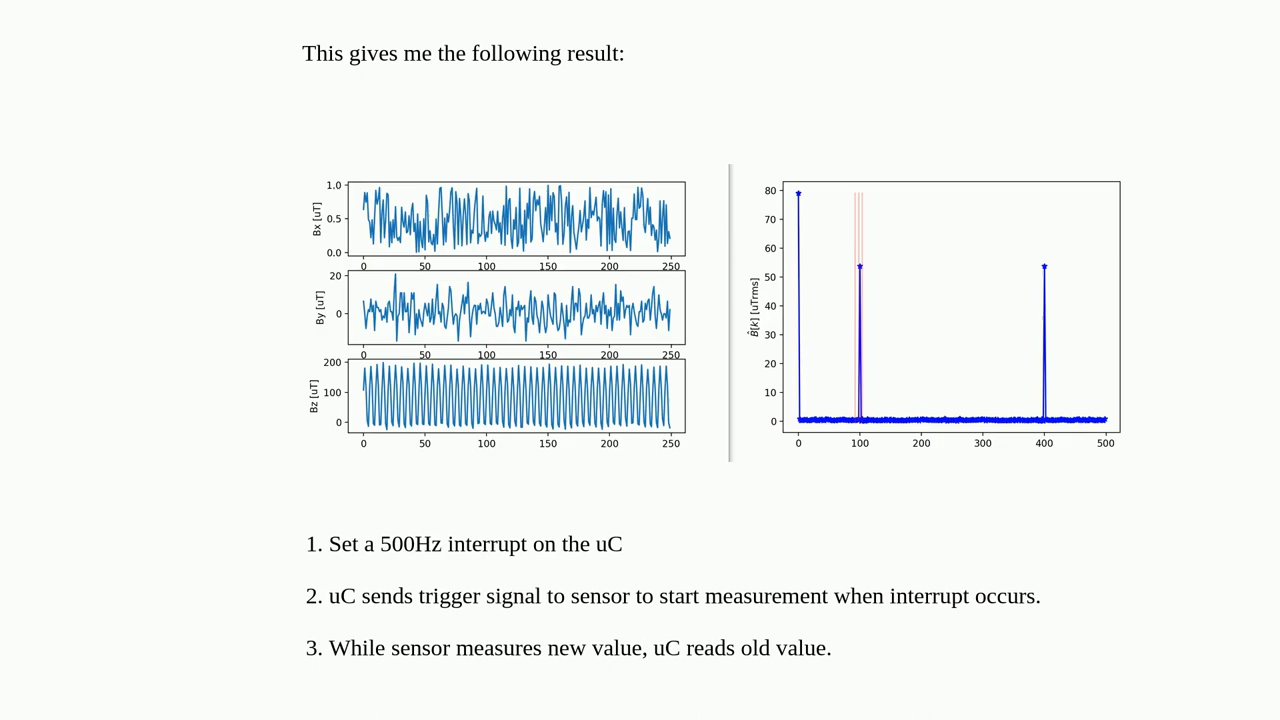 This gives me the following result:
1.0
0.5
0.0
Bx [uT]
0 50 100 150 200 250
20
0
By [uT]
0 50 100 150 200 250
200
100
0
Bz [uT]
0 50 100 150 200 250
80
70
60
50
40
30
20
10
0
B̂[k] [uTrms]
0 100 200 300 400 500
1. Set a 500Hz interrupt on the uC
2. uC sends trigger signal to sensor to start measurement when interrupt occurs.
3. While sensor measures new value, uC reads old value.